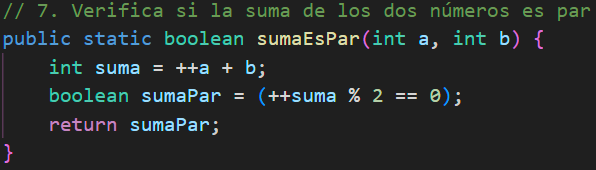 // 7. Verifica si la suma de los dos números es par
public static boolean sumaEsPar(int a, int b) {
    int suma = ++a + b;
    boolean sumaPar = (++suma % 2 == 0);
    return sumaPar;
}